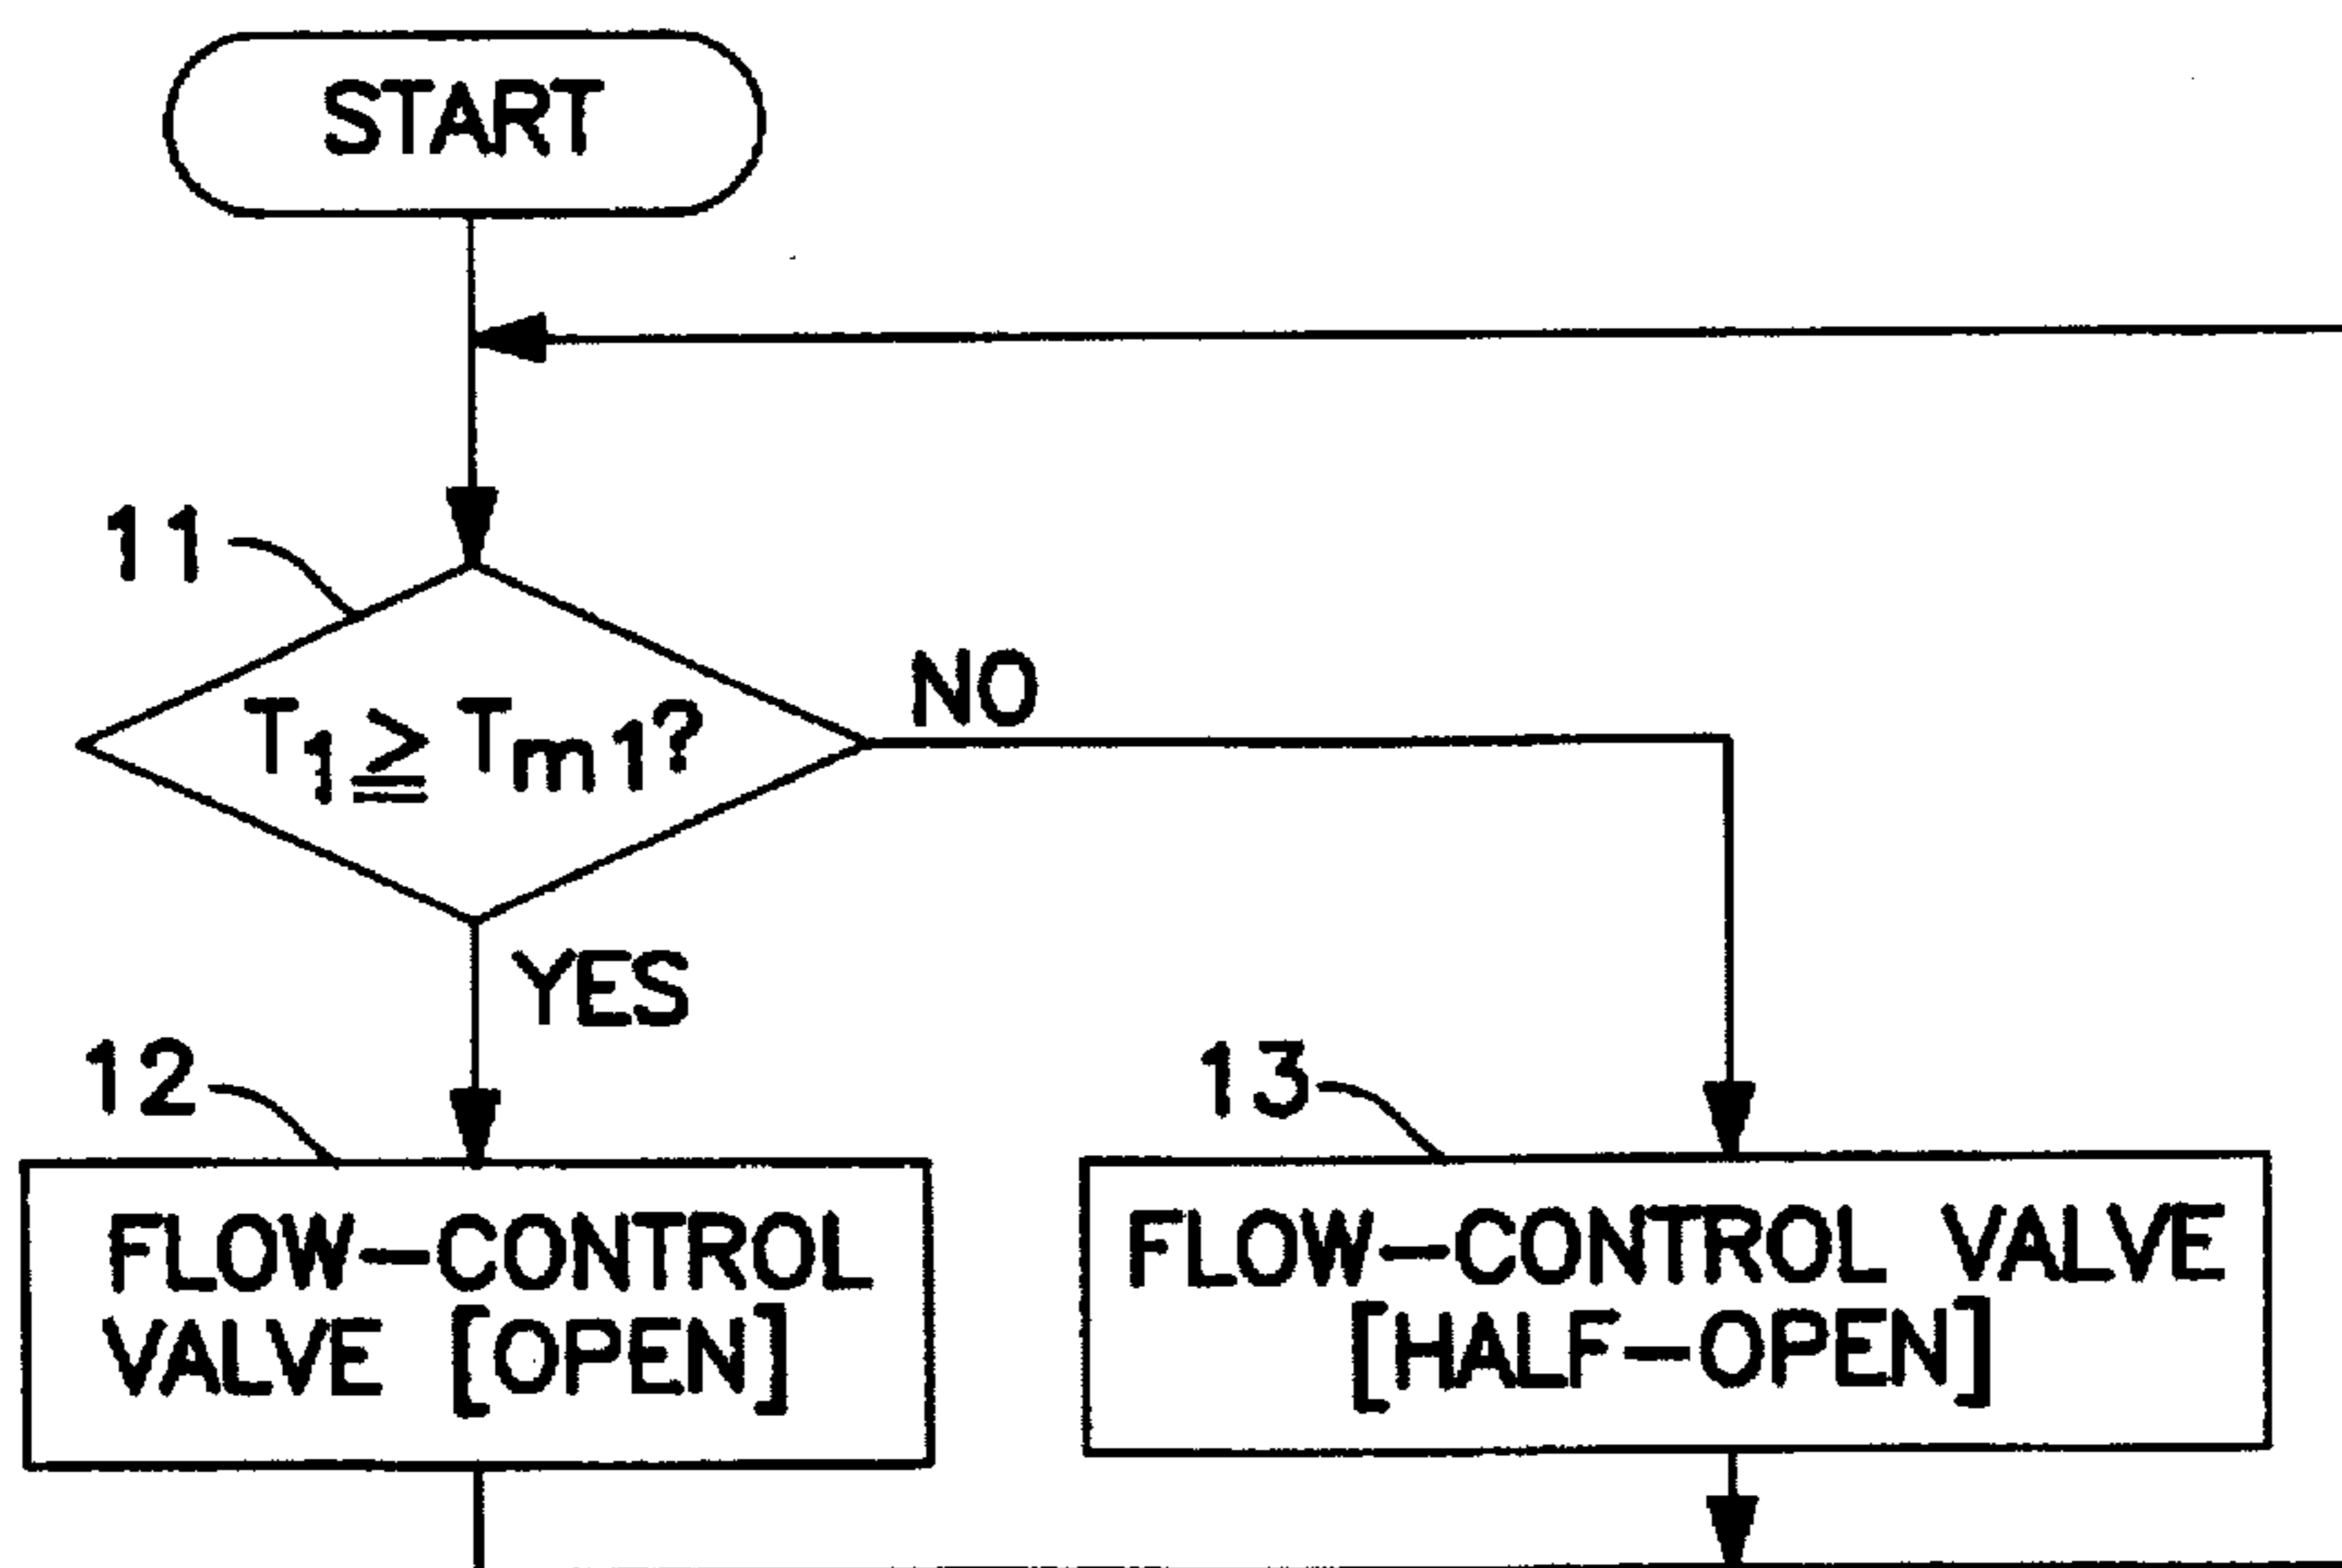 START
11
T₁≧Tm1?
NO
YES
12
13
FLOW-CONTROL
VALVE [OPEN]
FLOW-CONTROL VALVE
[HALF-OPEN]